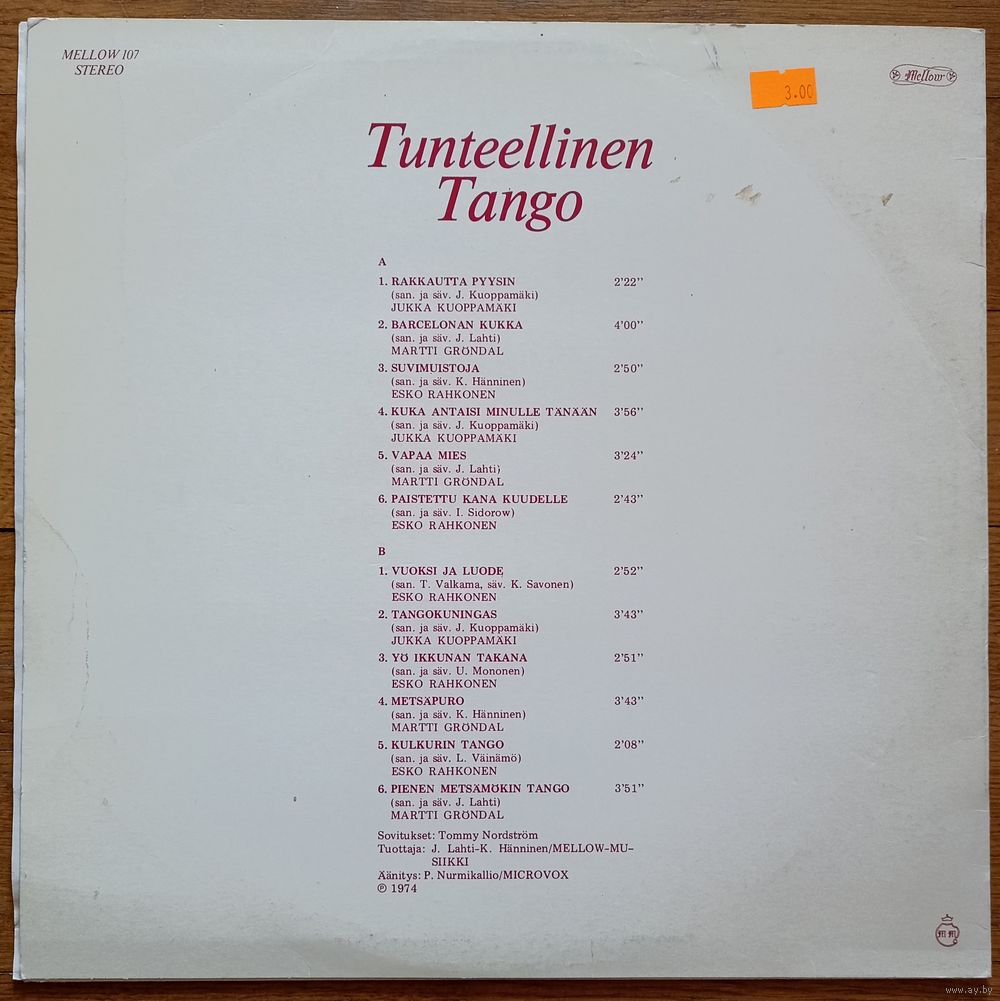 MELLOW 107
STEREO
Mellow
3.00
Tunteellinen
Tango
A
1. RAKKAUTTA PYYSIN 2'22''
(san. ja säv. J. Kuoppamäki)
JUKKA KUOPPAMÄKI
2. BARCELONAN KUKKA 4'00''
(san. ja säv. J. Lahti)
MARTTI GRÖNDAL
3. SUVIMUISTOJA 2'50''
(san. ja säv. K. Hänninen)
ESKO RAHKONEN
4. KUKA ANTAISI MINULLE TÄNÄÄN 3'56''
(san. ja säv. J. Kuoppamäki)
JUKKA KUOPPAMÄKI
5. VAPAA MIES 3'24''
(san. ja säv. J. Lahti)
MARTTI GRÖNDAL
6. PAISTETTU KANA KUUDELLE 2'43''
(san. ja säv. I. Sidorow)
ESKO RAHKONEN
B
1. VUOKSI JA LUODE 2'52''
(san. T. Valkama, säv. K. Savonen)
ESKO RAHKONEN
2. TANGOKUNINGAS 3'43''
(san. ja säv. J. Kuoppamäki)
JUKKA KUOPPAMÄKI
3. YÖ IKKUNAN TAKANA 2'51''
(san. ja säv. U. Mononen)
ESKO RAHKONEN
4. METSÄPURO 3'43''
(san. ja säv. K. Hänninen)
MARTTI GRÖNDAL
5. KULKURIN TANGO 2'08''
(san. ja säv. L. Väinämö)
ESKO RAHKONEN
6. PIENEN METSÄMÖKIN TANGO 3'51''
(san. ja säv. J. Lahti)
MARTTI GRÖNDAL
Sovitukset: Tommy Nordström
Tuottaja: J. Lahti-K. Hänninen/MELLOW-MU-
SIIKKI
Äänitys: P. Nurmikallio/MICROVOX
℗ 1974
M M
www.ay.by